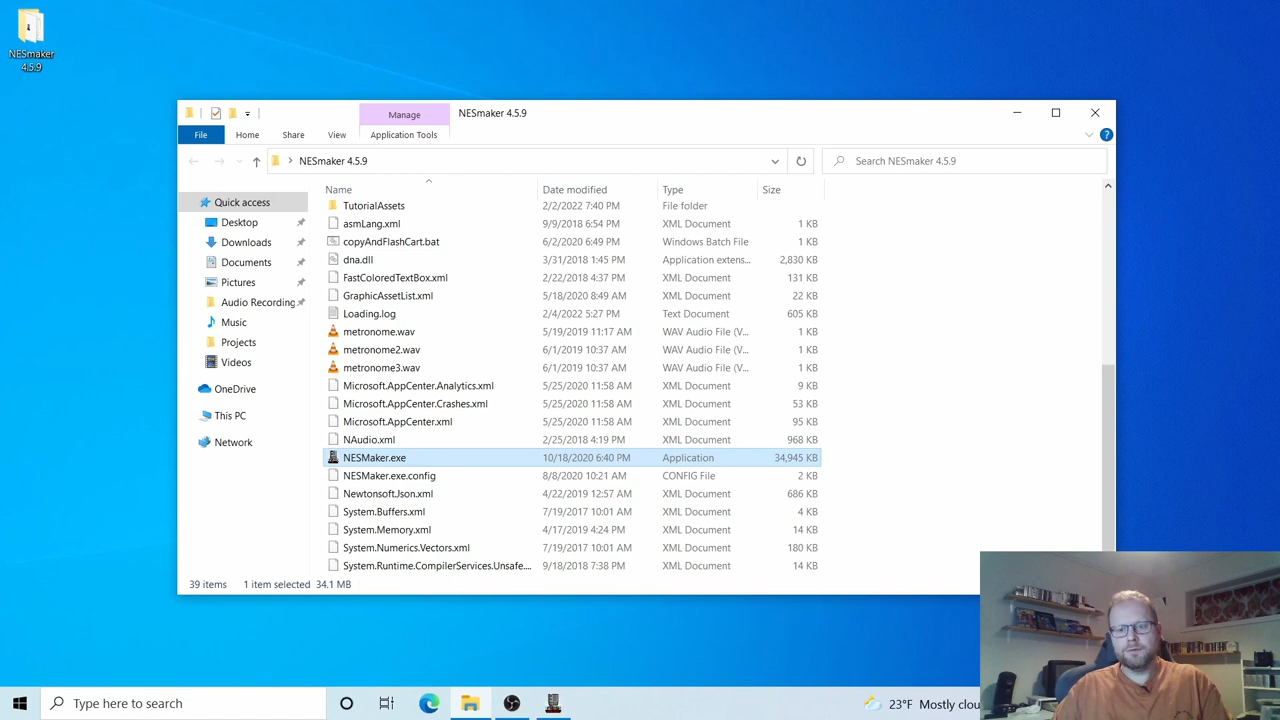 NESmaker
4.5.9
Manage
NESmaker 4.5.9
File
Home
Share
View
Application Tools
NESmaker 4.5.9
Search NESmaker 4.5.9
Name
Date modified
Type
Size
Quick access
Desktop
Downloads
Documents
Pictures
Audio Recording
Music
Projects
Videos
OneDrive
This PC
Network
TutorialAssets 2/2/2022 7:40 PM File folder
asmLang.xml 9/9/2018 6:54 PM XML Document 1 KB
copyAndFlashCart.bat 6/2/2020 6:49 PM Windows Batch File 1 KB
dna.dll 3/31/2018 1:45 PM Application extens... 2,830 KB
FastColoredTextBox.xml 2/22/2018 4:37 PM XML Document 131 KB
GraphicAssetList.xml 5/18/2020 8:49 AM XML Document 22 KB
Loading.log 2/4/2022 5:27 PM Text Document 605 KB
metronome.wav 5/19/2019 11:17 AM WAV Audio File (V... 1 KB
metronome2.wav 6/1/2019 10:37 AM WAV Audio File (V... 1 KB
metronome3.wav 6/1/2019 10:37 AM WAV Audio File (V... 1 KB
Microsoft.AppCenter.Analytics.xml 5/25/2020 11:58 AM XML Document 9 KB
Microsoft.AppCenter.Crashes.xml 5/25/2020 11:58 AM XML Document 53 KB
Microsoft.AppCenter.xml 5/25/2020 11:58 AM XML Document 95 KB
NAudio.xml 2/25/2018 4:19 PM XML Document 968 KB
NESMaker.exe 10/18/2020 6:40 PM Application 34,945 KB
NESMaker.exe.config 8/8/2020 10:21 AM CONFIG File 2 KB
Newtonsoft.Json.xml 4/22/2019 12:57 AM XML Document 686 KB
System.Buffers.xml 7/19/2017 10:01 AM XML Document 4 KB
System.Memory.xml 4/17/2019 4:24 PM XML Document 14 KB
System.Numerics.Vectors.xml 7/19/2017 10:01 AM XML Document 180 KB
System.Runtime.CompilerServices.Unsafe.... 9/18/2018 7:38 PM XML Document 14 KB
39 items 1 item selected 34.1 MB
Type here to search
23°F Mostly clou